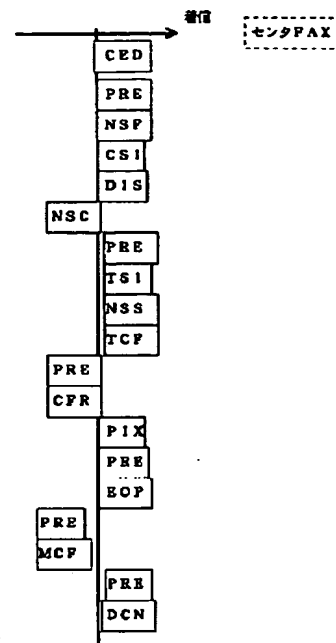 着信
センタFAX
CED
PRE
NSF
CSI
DIS
NSC
PRE
TSI
NSS
TCF
PRE
CFR
PIX
PRE
EOP
PRE
MCF
PRE
DCN